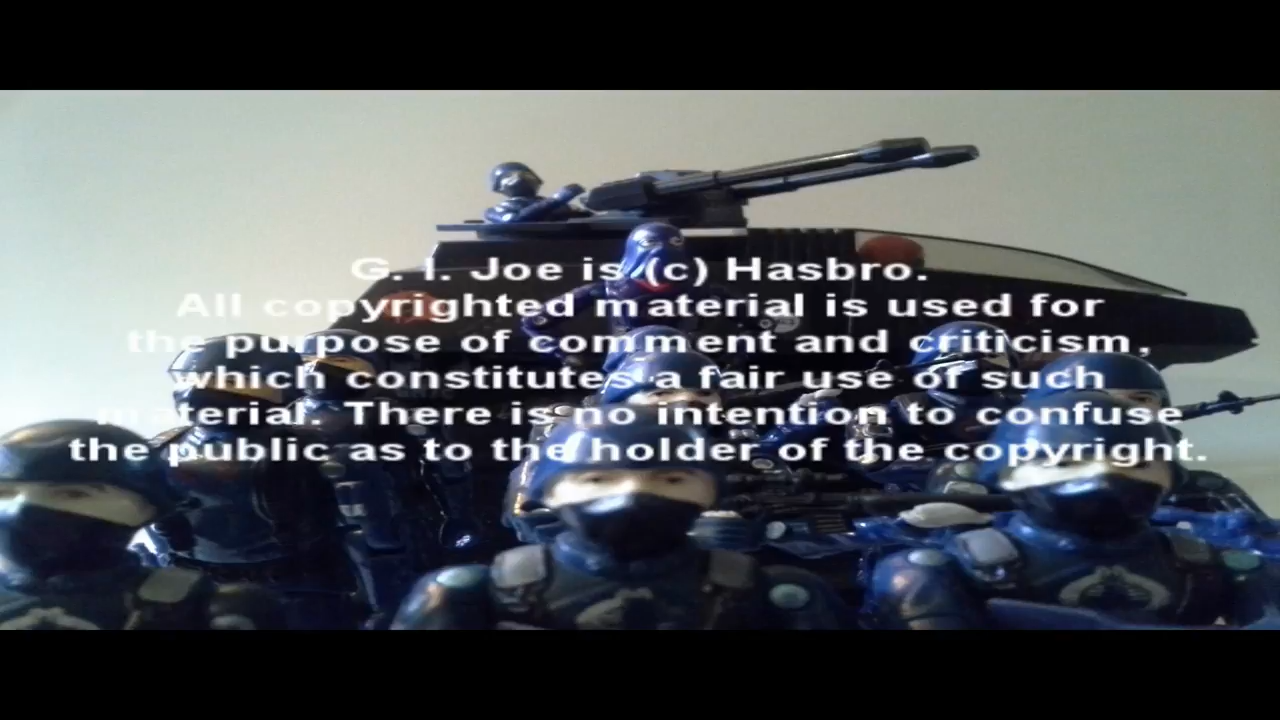 G. I. Joe is (c) Hasbro.
All copyrighted material is used for
the purpose of comment and criticism,
which constitutes a fair use of such
material. There is no intention to confuse
the public as to the holder of the copyright.